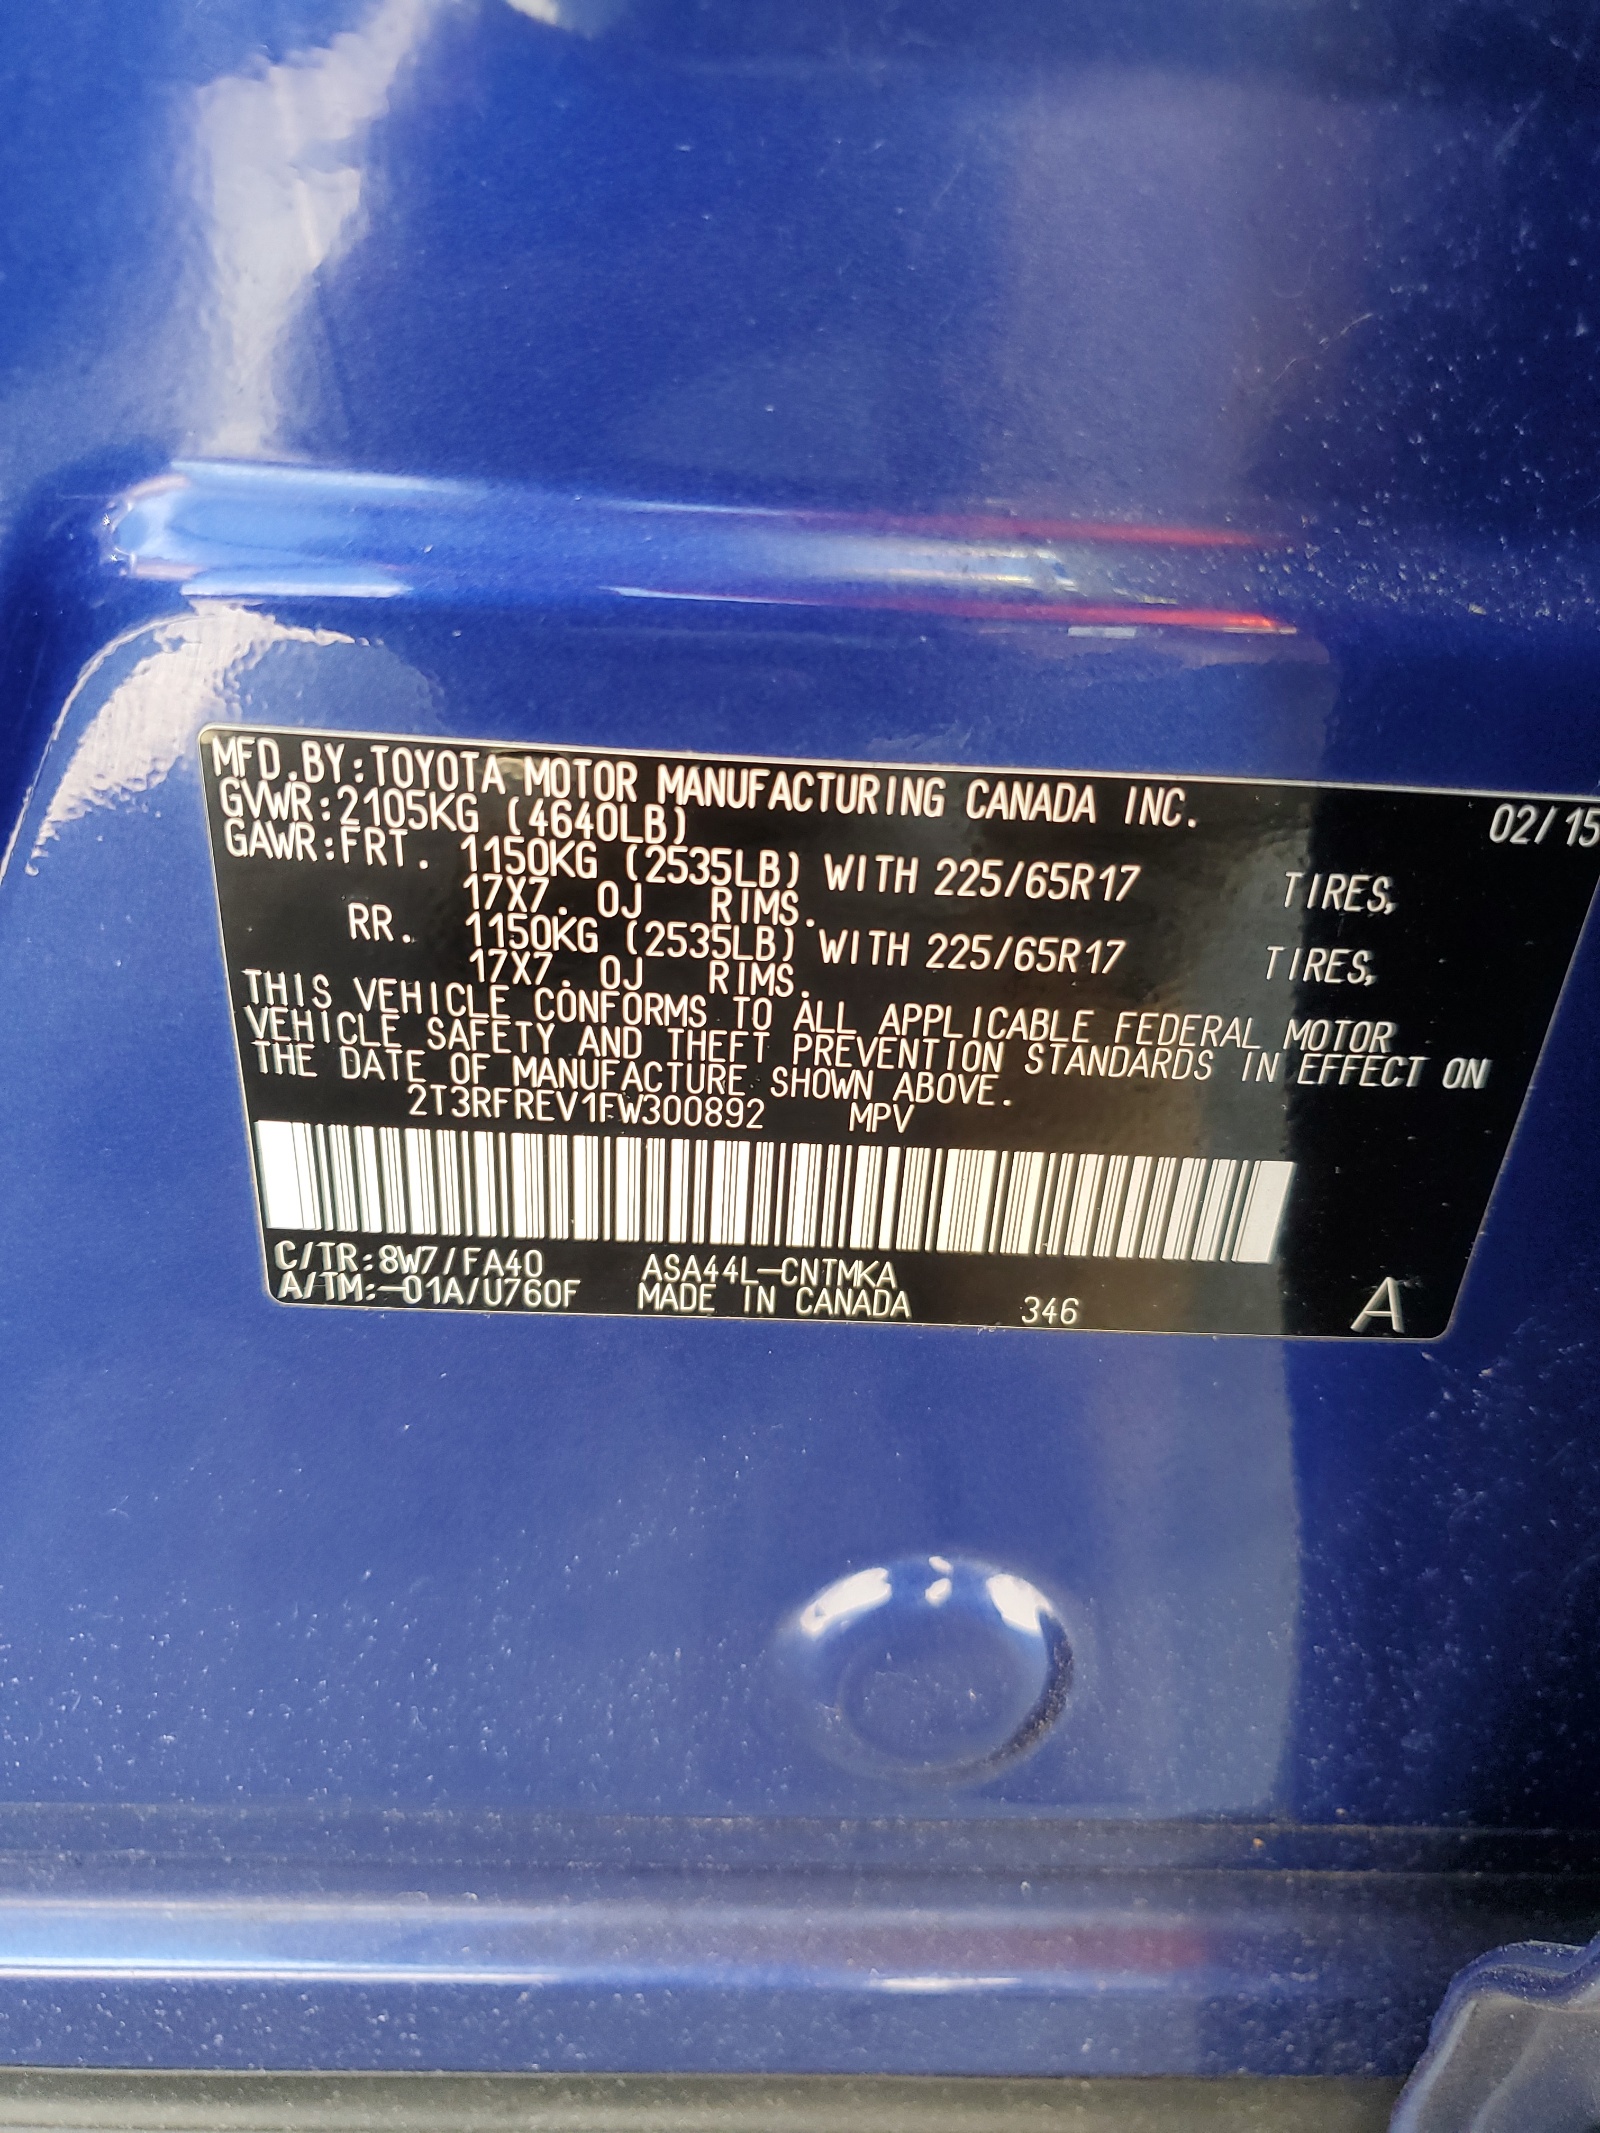 MFD.BY:TOYOTA MOTOR MANUFACTURING CANADA INC. 02/15
GVWR:2105KG (4640LB)
GAWR:FRT. 1150KG (2535LB) WITH 225/65R17 TIRES,
17X7.0J RIMS.
RR. 1150KG (2535LB) WITH 225/65R17 TIRES,
17X7.0J RIMS.
THIS VEHICLE CONFORMS TO ALL APPLICABLE FEDERAL MOTOR
VEHICLE SAFETY AND THEFT PREVENTION STANDARDS IN EFFECT ON
THE DATE OF MANUFACTURE SHOWN ABOVE.
2T3RFREV1FW300892 MPV
C/TR:8W7/FA40 ASA44L-CNTMKA
A/TM:-01A/U760F MADE IN CANADA 346 A